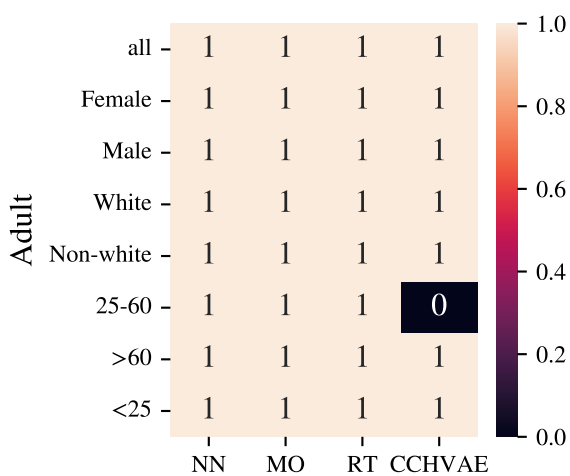 Adult
all 1 1 1 1
Female 1 1 1 1
Male 1 1 1 1
White 1 1 1 1
Non-white 1 1 1 1
25-60 1 1 1 0
>60 1 1 1 1
<25 1 1 1 1
NN MO RT CCHVAE
1.0
0.8
0.6
0.4
0.2
0.0